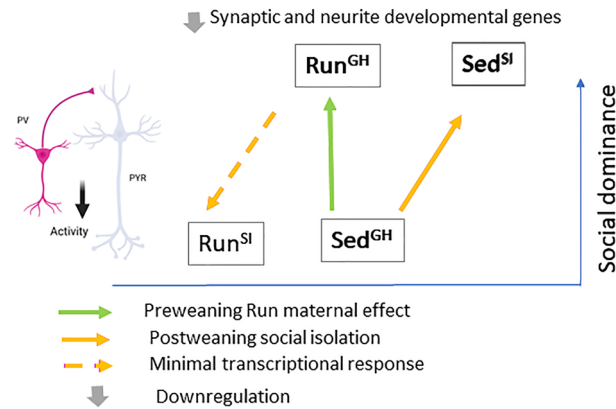 Synaptic and neurite developmental genes
Run^GH
Sed^SI
PV
PYR
Activity
Run^SI
Sed^GH
Social dominance
Preweaning Run maternal effect
Postweaning social isolation
Minimal transcriptional response
Downregulation